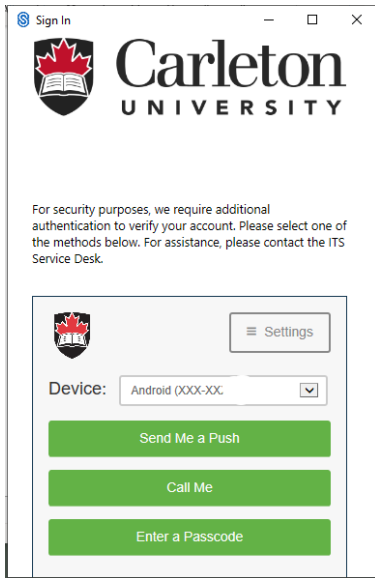 Sign In
Carleton
UNIVERSITY
For security purposes, we require additional
authentication to verify your account. Please select one of
the methods below. For assistance, please contact the ITS
Service Desk.
≡ Settings
Device: Android (XXX-XX
Send Me a Push
Call Me
Enter a Passcode